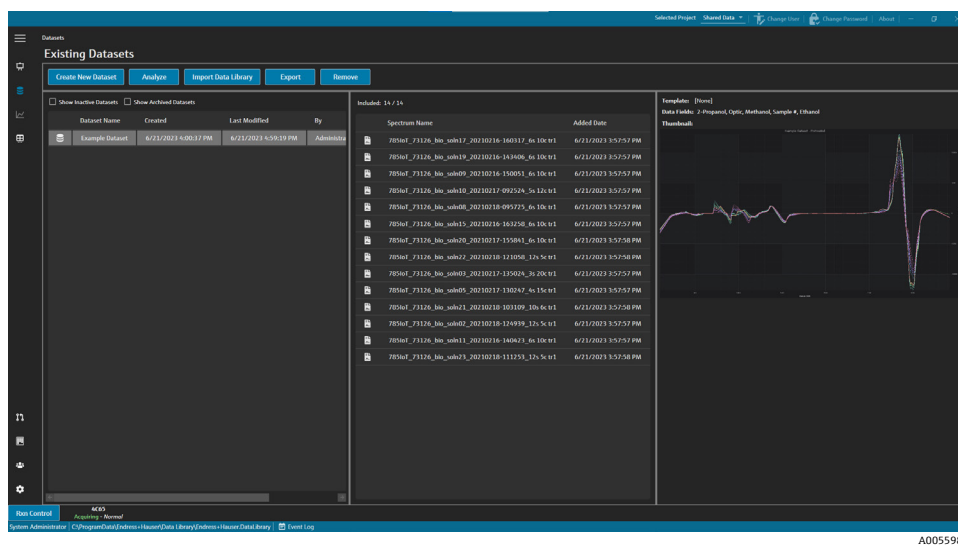 Selected Project Shared Data Change User Change Password About
Datasets
Existing Datasets
Create New Dataset Analyze Import Data Library Export Remove
Show Inactive Datasets Show Archived Datasets
Dataset Name Created Last Modified By
Example Dataset 6/21/2023 4:00:37 PM 6/21/2023 4:59:19 PM Administra
Included: 14 / 14
Spectrum Name Added Date
785IoT_73126_bio_soln17_20210216-160317_6s 10c tr1 6/21/2023 3:57:57 PM
785IoT_73126_bio_soln19_20210216-143406_6s 10c tr1 6/21/2023 3:57:57 PM
785IoT_73126_bio_soln09_20210216-150051_6s 10c tr1 6/21/2023 3:57:57 PM
785IoT_73126_bio_soln10_20210217-092524_5s 12c tr1 6/21/2023 3:57:57 PM
785IoT_73126_bio_soln08_20210218-095725_6s 10c tr1 6/21/2023 3:57:57 PM
785IoT_73126_bio_soln15_20210216-163258_6s 10c tr1 6/21/2023 3:57:57 PM
785IoT_73126_bio_soln20_20210217-155841_6s 10c tr1 6/21/2023 3:57:58 PM
785IoT_73126_bio_soln22_20210218-121058_12s 5c tr1 6/21/2023 3:57:58 PM
785IoT_73126_bio_soln03_20210217-135024_3s 20c tr1 6/21/2023 3:57:57 PM
785IoT_73126_bio_soln05_20210217-130247_4s 15c tr1 6/21/2023 3:57:57 PM
785IoT_73126_bio_soln21_20210218-103109_10s 6c tr1 6/21/2023 3:57:58 PM
785IoT_73126_bio_soln02_20210218-124939_12s 5c tr1 6/21/2023 3:57:57 PM
785IoT_73126_bio_soln11_20210216-140423_6s 10c tr1 6/21/2023 3:57:57 PM
785IoT_73126_bio_soln23_20210218-111253_12s 5c tr1 6/21/2023 3:57:58 PM
Template: [None]
Data Fields: 2-Propanol, Optic, Methanol, Sample #, Ethanol
Thumbnail:
Rxn Control
4C65
Acquiring - Normal
System Administrator C:\ProgramData\Endress+Hauser\Data Library\Endress+Hauser.DataLibrary Event Log
A005598